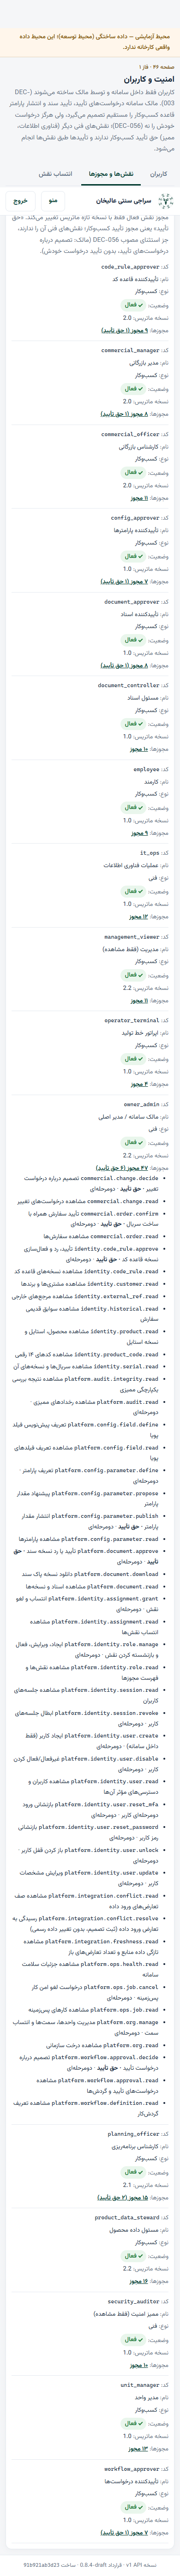 محیط آزمایشی — داده ساختگی (محیط توسعه)؛ این محیط داده
واقعی کارخانه ندارد.
صفحه ۴۶ · فاز ۱
امنیت و کاربران
کاربران فقط داخل سامانه و توسط مالک ساخته می‌شوند (DEC-
003). مالک سامانه درخواست‌های تأیید، تأیید سند و انتشار پارامتر را
تصمیم می‌گیرد، ولی هرگز درخواست
خودش را نه (DEC-056)؛ نقش‌های فنی دیگر (فناوری اطلاعات،
ممیز) حق تأیید کسب‌وکار ندارند و تأییدها طبق نقش‌ها اینجا پیام
مدیریت می‌شوند.
کاربران
نقش‌ها و مجوزها
انتساب نقش
سراجی سنتی عالیخان
منو
خروج
مجوز نقش فعال فقط با نسخه تازه ماتریس تغییر می‌کند. «حق
تأیید» یعنی مجوز تأیید کسب‌وکار؛ نقش‌های فنی آن را ندارند،
جز استثنای مصوب DEC-056 (مالک: تصمیم درخواست‌های
تأیید، بدون تأیید درخواست خودش).
کد: code_rule_approver
نام: تأییدکننده قاعده کد
نوع: کسب‌وکار
وضعیت: ✓ فعال
نسخه ماتریس: 2.0
مجوزها: ۹ مجوز (۱ حق تأیید)
کد: commercial_manager
نام: مدیر بازرگانی
نوع: کسب‌وکار
وضعیت: ✓ فعال
نسخه ماتریس: 2.0
مجوزها: ۸ مجوز (۱ حق تأیید)
کد: commercial_officer
نام: کارشناس بازرگانی
نوع: کسب‌وکار
وضعیت: ✓ فعال
نسخه ماتریس: 2.0
مجوزها: ۱۱ مجوز
کد: config_approver
نام: تأییدکننده پارامترها
نوع: کسب‌وکار
وضعیت: ✓ فعال
نسخه ماتریس: 1.0
مجوزها: ۷ مجوز (۱ حق تأیید)
کد: document_approver
نام: تأییدکننده اسناد
نوع: کسب‌وکار
وضعیت: ✓ فعال
نسخه ماتریس: 1.0
مجوزها: ۸ مجوز (۱ حق تأیید)
کد: document_controller
نام: مسئول اسناد
نوع: کسب‌وکار
وضعیت: ✓ فعال
نسخه ماتریس: 1.0
مجوزها: ۱۰ مجوز
کد: employee
نام: کارمند
نوع: کسب‌وکار
وضعیت: ✓ فعال
نسخه ماتریس: 1.0
مجوزها: ۹ مجوز
کد: it_ops
نام: عملیات فناوری اطلاعات
نوع: فنی
وضعیت: ✓ فعال
نسخه ماتریس: 1.0
مجوزها: ۱۲ مجوز
کد: management_viewer
نام: مدیریت (فقط مشاهده)
نوع: کسب‌وکار
وضعیت: ✓ فعال
نسخه ماتریس: 2.2
مجوزها: ۱۱ مجوز
کد: operator_terminal
نام: اپراتور خط تولید
نوع: کسب‌وکار
وضعیت: ✓ فعال
نسخه ماتریس: 1.0
مجوزها: ۴ مجوز
کد: owner_admin
نام: مالک سامانه / مدیر اصلی
نوع: فنی
وضعیت: ✓ فعال
نسخه ماتریس: 2.2
مجوزها: ۴۷ مجوز (۶ حق تأیید)
commercial.change.decide تصمیم درباره درخواست
تغییر · حق تأیید · دومرحله‌ای
commercial.change.read مشاهده درخواست‌های تغییر
commercial.order.confirm تأیید سفارش همراه با
ساخت سریال · حق تأیید · دومرحله‌ای
commercial.order.read مشاهده سفارش‌ها
identity.code_rule.approve تأیید، رد و فعال‌سازی
نسخه قاعده کد · حق تأیید · دومرحله‌ای
identity.code_rule.read مشاهده نسخه‌های قاعده کد
identity.customer.read مشاهده مشتری‌ها و برندها
identity.external_ref.read مشاهده مرجع‌های خارجی
identity.historical.read مشاهده سوابق قدیمی
سفارش
identity.product.read مشاهده محصول، استایل و
نسخه استایل
identity.product_code.read مشاهده کدهای ۱۴ رقمی
identity.serial.read مشاهده سریال‌ها و نسخه‌های آن
platform.audit.integrity.read مشاهده نتیجه بررسی
یکپارچگی ممیزی
platform.audit.read مشاهده رخدادهای ممیزی ·
دومرحله‌ای
platform.config.field.define تعریف پیش‌نویس فیلد
پویا
platform.config.field.read مشاهده تعریف فیلدهای
پویا
platform.config.parameter.define تعریف پارامتر ·
دومرحله‌ای
platform.config.parameter.propose پیشنهاد مقدار
پارامتر
platform.config.parameter.publish انتشار مقدار
پارامتر · حق تأیید · دومرحله‌ای
platform.config.parameter.read مشاهده پارامترها
platform.document.approve تأیید یا رد نسخه سند · حق
تأیید · دومرحله‌ای
platform.document.download دانلود نسخه پاک سند
platform.document.read مشاهده اسناد و نسخه‌ها
platform.identity.assignment.grant انتساب و لغو
نقش · دومرحله‌ای
platform.identity.assignment.read مشاهده
انتساب نقش‌ها
platform.identity.role.manage ایجاد، ویرایش، فعال
و بازنشسته کردن نقش · دومرحله‌ای
platform.identity.role.read مشاهده نقش‌ها و
فهرست مجوزها
platform.identity.session.read مشاهده جلسه‌های
کاربران
platform.identity.session.revoke ابطال جلسه‌های
کاربر · دومرحله‌ای
platform.identity.user.create ایجاد کاربر (فقط
داخل سامانه) · دومرحله‌ای
platform.identity.user.disable غیرفعال/فعال کردن
کاربر · دومرحله‌ای
platform.identity.user.read مشاهده کاربران و
دسترسی‌های مؤثر آن‌ها
platform.identity.user.reset_mfa بازنشانی ورود
دومرحله‌ای کاربر · دومرحله‌ای
platform.identity.user.reset_password بازنشانی
رمز کاربر · دومرحله‌ای
platform.identity.user.unlock باز کردن قفل کاربر ·
دومرحله‌ای
platform.identity.user.update ویرایش مشخصات
کاربر · دومرحله‌ای
platform.integration.conflict.read مشاهده صف
تعارض‌های ورود داده
platform.integration.conflict.resolve رسیدگی به
تعارض ورود داده (ثبت تصمیم، بدون تغییر داده رسمی)
platform.integration.freshness.read مشاهده
تازگی داده منابع و تعداد تعارض‌های باز
platform.ops.health.read مشاهده جزئیات سلامت
سامانه
platform.ops.job.cancel درخواست لغو امن کار
پس‌زمینه · دومرحله‌ای
platform.ops.job.read مشاهده کارهای پس‌زمینه
platform.org.manage مدیریت واحدها، سمت‌ها و انتساب
سمت · دومرحله‌ای
platform.org.read مشاهده درخت سازمانی
platform.workflow.approval.decide تصمیم درباره
درخواست تأیید · حق تأیید · دومرحله‌ای
platform.workflow.approval.read مشاهده
درخواست‌های تأیید و گردش‌ها
platform.workflow.definition.read مشاهده تعریف
گردش‌کار
کد: planning_officer
نام: کارشناس برنامه‌ریزی
نوع: کسب‌وکار
وضعیت: ✓ فعال
نسخه ماتریس: 2.1
مجوزها: ۱۵ مجوز (۲ حق تأیید)
کد: product_data_steward
نام: مسئول داده محصول
نوع: کسب‌وکار
وضعیت: ✓ فعال
نسخه ماتریس: 2.2
مجوزها: ۱۶ مجوز
کد: security_auditor
نام: ممیز امنیت (فقط مشاهده)
نوع: فنی
وضعیت: ✓ فعال
نسخه ماتریس: 1.0
مجوزها: ۱۰ مجوز
کد: unit_manager
نام: مدیر واحد
نوع: کسب‌وکار
وضعیت: ✓ فعال
نسخه ماتریس: 1.0
مجوزها: ۱۳ مجوز
کد: workflow_approver
نام: تأییدکننده درخواست‌ها
نوع: کسب‌وکار
وضعیت: ✓ فعال
نسخه ماتریس: 1.0
مجوزها: ۷ مجوز (۱ حق تأیید)
نسخه API ‏v1 · قرارداد 0.8.4-draft · ساخت 91b921ab3d23